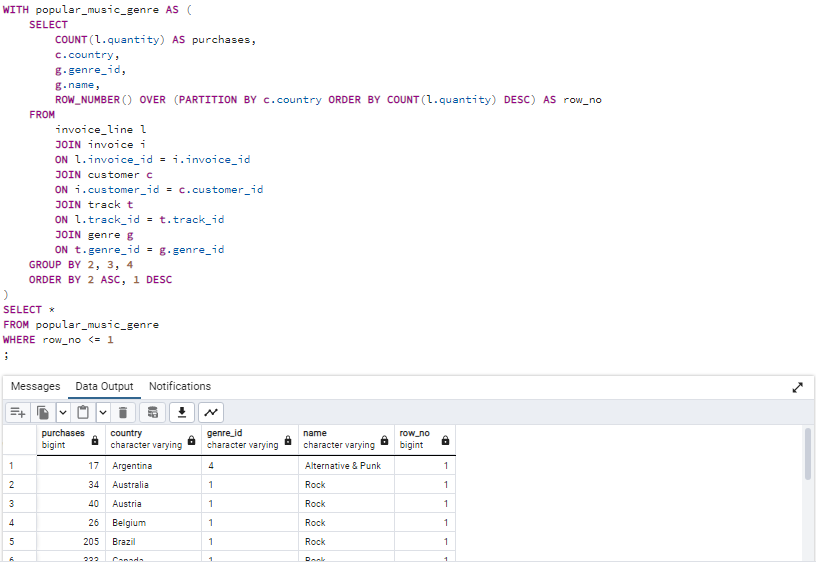 WITH popular_music_genre AS (
SELECT
COUNT(l.quantity) AS purchases,
c.country,
g.genre_id,
g.name,
ROW_NUMBER() OVER (PARTITION BY c.country ORDER BY COUNT(l.quantity) DESC) AS row_no
FROM
invoice_line l
JOIN invoice i
ON l.invoice_id = i.invoice_id
JOIN customer c
ON i.customer_id = c.customer_id
JOIN track t
ON l.track_id = t.track_id
JOIN genre g
ON t.genre_id = g.genre_id
GROUP BY 2, 3, 4
ORDER BY 2 ASC, 1 DESC
)
SELECT *
FROM popular_music_genre
WHERE row_no <= 1
;
Messages Data Output Notifications
purchases country genre_id name row_no
bigint character varying character varying character varying bigint
1 17 Argentina 4 Alternative & Punk 1
2 34 Australia 1 Rock 1
3 40 Austria 1 Rock 1
4 26 Belgium 1 Rock 1
5 205 Brazil 1 Rock 1
6 333 Canada 1 Rock 1